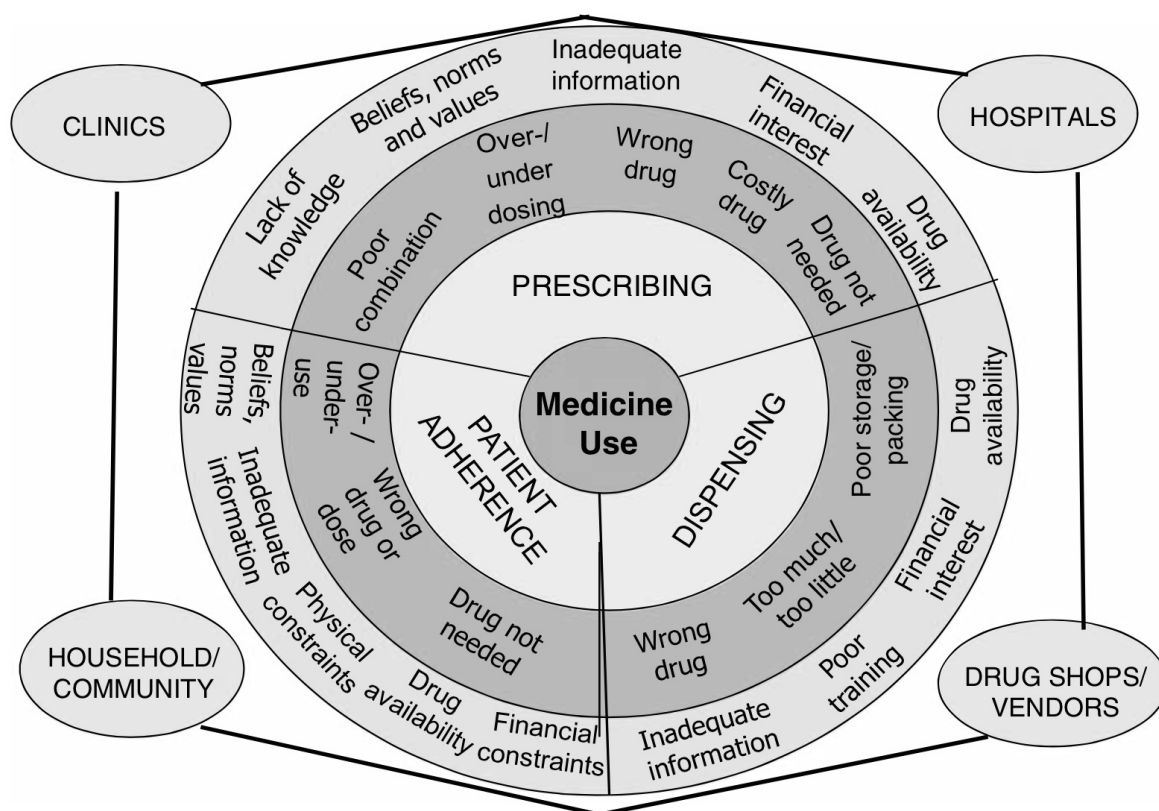 CLINICS
HOSPITALS
HOUSEHOLD/
COMMUNITY
DRUG SHOPS/
VENDORS
Medicine
Use
PRESCRIBING
DISPENSING
PATIENT
ADHERENCE
Lack of
knowledge
Beliefs, norms
and values
Inadequate
information
Financial
interest
Drug
availability
Poor
combination
Over-/
under
dosing
Wrong
drug
Costly
drug
Drug not
needed
Poor storage/
packing
Too much/
too little
Wrong
drug
Drug
availability
Financial
interest
Poor
training
Inadequate
information
Over- /
under-
use
Wrong
drug or
dose
Drug not
needed
Beliefs,
norms
values
Inadequate
information
Physical
constraints
Drug
availability
Financial
constraints